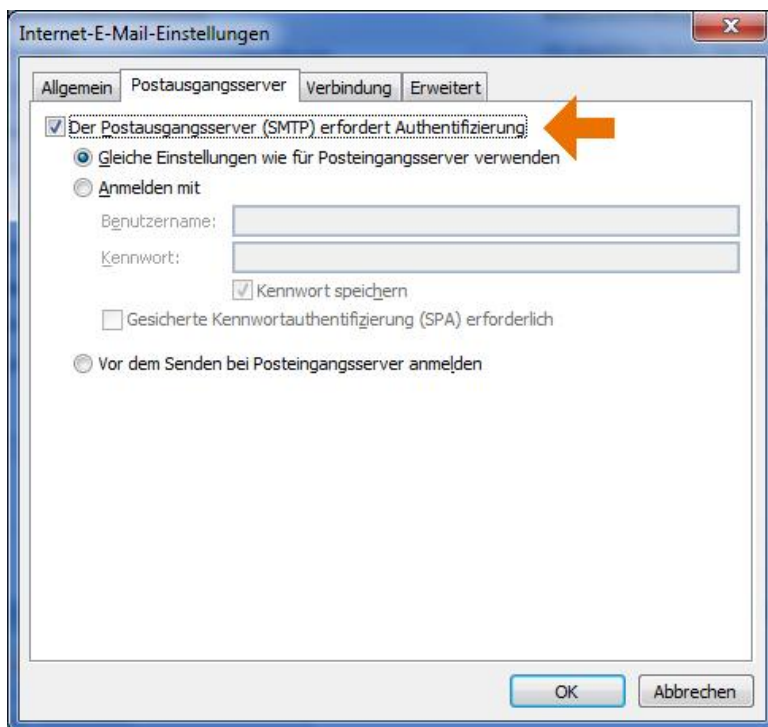 Internet-E-Mail-Einstellungen
Allgemein Postausgangsserver Verbindung Erweitert
Der Postausgangsserver (SMTP) erfordert Authentifizierung
Gleiche Einstellungen wie für Posteingangsserver verwenden
Anmelden mit
Benutzername:
Kennwort:
Kennwort speichern
Gesicherte Kennwortauthentifizierung (SPA) erforderlich
Vor dem Senden bei Posteingangsserver anmelden
OK Abbrechen